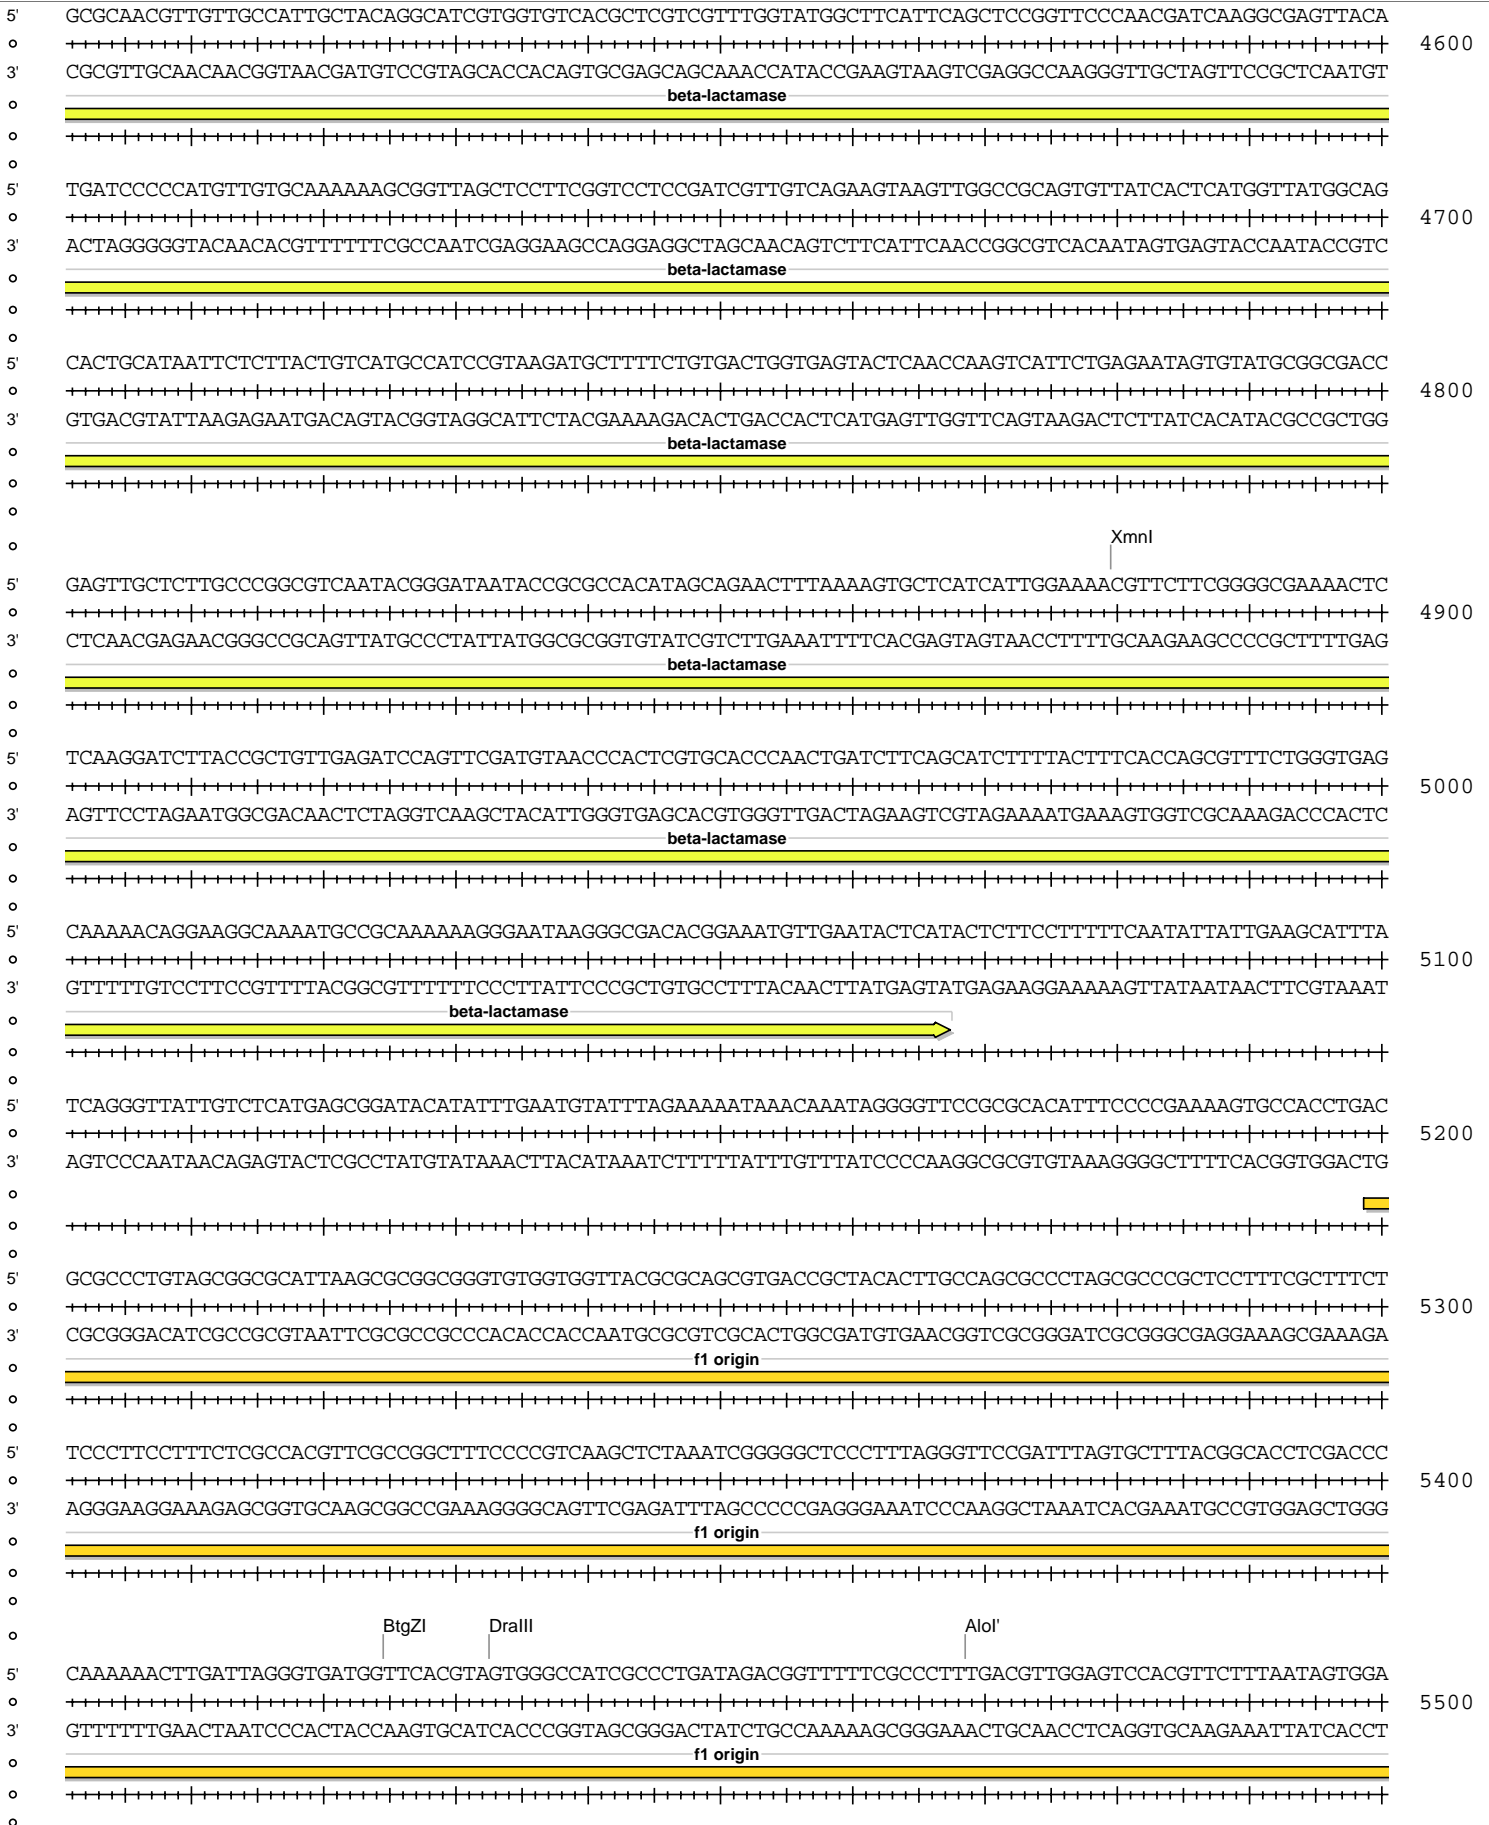 5' GCGCAACGTTGTTGCCATTGCTACAGGCATCGTGGTGTCACGCTCGTCGTTTGGTATGGCTTCATTCAGCTCCGGTTCCCAACGATCAAGGCGAGTTACA
4600
3' CGCGTTGCAACAACGGTAACGATGTCCGTAGCACCACAGTGCGAGCAGCAAACCATACCGAAGTAAGTCGAGGCCAAGGGTTGCTAGTTCCGCTCAATGT
beta-lactamase
5' TGATCCCCCATGTTGTGCAAAAAAGCGGTTAGCTCCTTCGGTCCTCCGATCGTTGTCAGAAGTAAGTTGGCCGCAGTGTTATCACTCATGGTTATGGCAG
4700
3' ACTAGGGGGTACAACACGTTTTTTCGCCAATCGAGGAAGCCAGGAGGCTAGCAACAGTCTTCATTCAACCGGCGTCACAATAGTGAGTACCAATACCGTC
beta-lactamase
5' CACTGCATAATTCTCTTACTGTCATGCCATCCGTAAGATGCTTTTCTGTGACTGGTGAGTACTCAACCAAGTCATTCTGAGAATAGTGTATGCGGCGACC
4800
3' GTGACGTATTAAGAGAATGACAGTACGGTAGGCATTCTACGAAAAGACACTGACCACTCATGAGTTGGTTCAGTAAGACTCTTATCACATACGCCGCTGG
beta-lactamase
XmnI
5' GAGTTGCTCTTGCCCGGCGTCAATACGGGATAATACCGCGCCACATAGCAGAACTTTAAAAGTGCTCATCATTGGAAAACGTTCTTCGGGGCGAAAACTC
4900
3' CTCAACGAGAACGGGCCGCAGTTATGCCCTATTATGGCGCGGTGTATCGTCTTGAAATTTTCACGAGTAGTAACCTTTTGCAAGAAGCCCCGCTTTTGAG
beta-lactamase
5' TCAAGGATCTTACCGCTGTTGAGATCCAGTTCGATGTAACCCACTCGTGCACCCAACTGATCTTCAGCATCTTTTACTTTCACCAGCGTTTCTGGGTGAG
5000
3' AGTTCCTAGAATGGCGACAACTCTAGGTCAAGCTACATTGGGTGAGCACGTGGGTTGACTAGAAGTCGTAGAAAATGAAAGTGGTCGCAAAGACCCACTC
beta-lactamase
5' CAAAAACAGGAAGGCAAAATGCCGCAAAAAAGGGAATAAGGGCGACACGGAAATGTTGAATACTCATACTCTTCCTTTTTCAATATTATTGAAGCATTTA
5100
3' GTTTTTGTCCTTCCGTTTTACGGCGTTTTTTCCCTTATTCCCGCTGTGCCTTTACAACTTATGAGTATGAGAAGGAAAAAGTTATAATAACTTCGTAAAT
beta-lactamase
5' TCAGGGTTATTGTCTCATGAGCGGATACATATTTGAATGTATTTAGAAAAATAAACAAATAGGGGTTCCGCGCACATTTCCCCGAAAAGTGCCACCTGAC
5200
3' AGTCCCAATAACAGAGTACTCGCCTATGTATAAACTTACATAAATCTTTTTATTTGTTTATCCCCAAGGCGCGTGTAAAGGGGCTTTTCACGGTGGACTG
5' GCGCCCTGTAGCGGCGCATTAAGCGCGGCGGGTGTGGTGGTTACGCGCAGCGTGACCGCTACACTTGCCAGCGCCCTAGCGCCCGCTCCTTTCGCTTTCT
5300
3' CGCGGGACATCGCCGCGTAATTCGCGCCGCCCACACCACCAATGCGCGTCGCACTGGCGATGTGAACGGTCGCGGGATCGCGGGCGAGGAAAGCGAAAGA
f1 origin
5' TCCCTTCCTTTCTCGCCACGTTCGCCGGCTTTCCCCGTCAAGCTCTAAATCGGGGGCTCCCTTTAGGGTTCCGATTTAGTGCTTTACGGCACCTCGACCC
5400
3' AGGGAAGGAAAGAGCGGTGCAAGCGGCCGAAAGGGGCAGTTCGAGATTTAGCCCCCGAGGGAAATCCCAAGGCTAAATCACGAAATGCCGTGGAGCTGGG
f1 origin
BtgZI DraIII AloI'
5' CAAAAAACTTGATTAGGGTGATGGTTCACGTAGTGGGCCATCGCCCTGATAGACGGTTTTTCGCCCTTTGACGTTGGAGTCCACGTTCTTTAATAGTGGA
5500
3' GTTTTTTGAACTAATCCCACTACCAAGTGCATCACCCGGTAGCGGGACTATCTGCCAAAAAGCGGGAAACTGCAACCTCAGGTGCAAGAAATTATCACCT
f1 origin